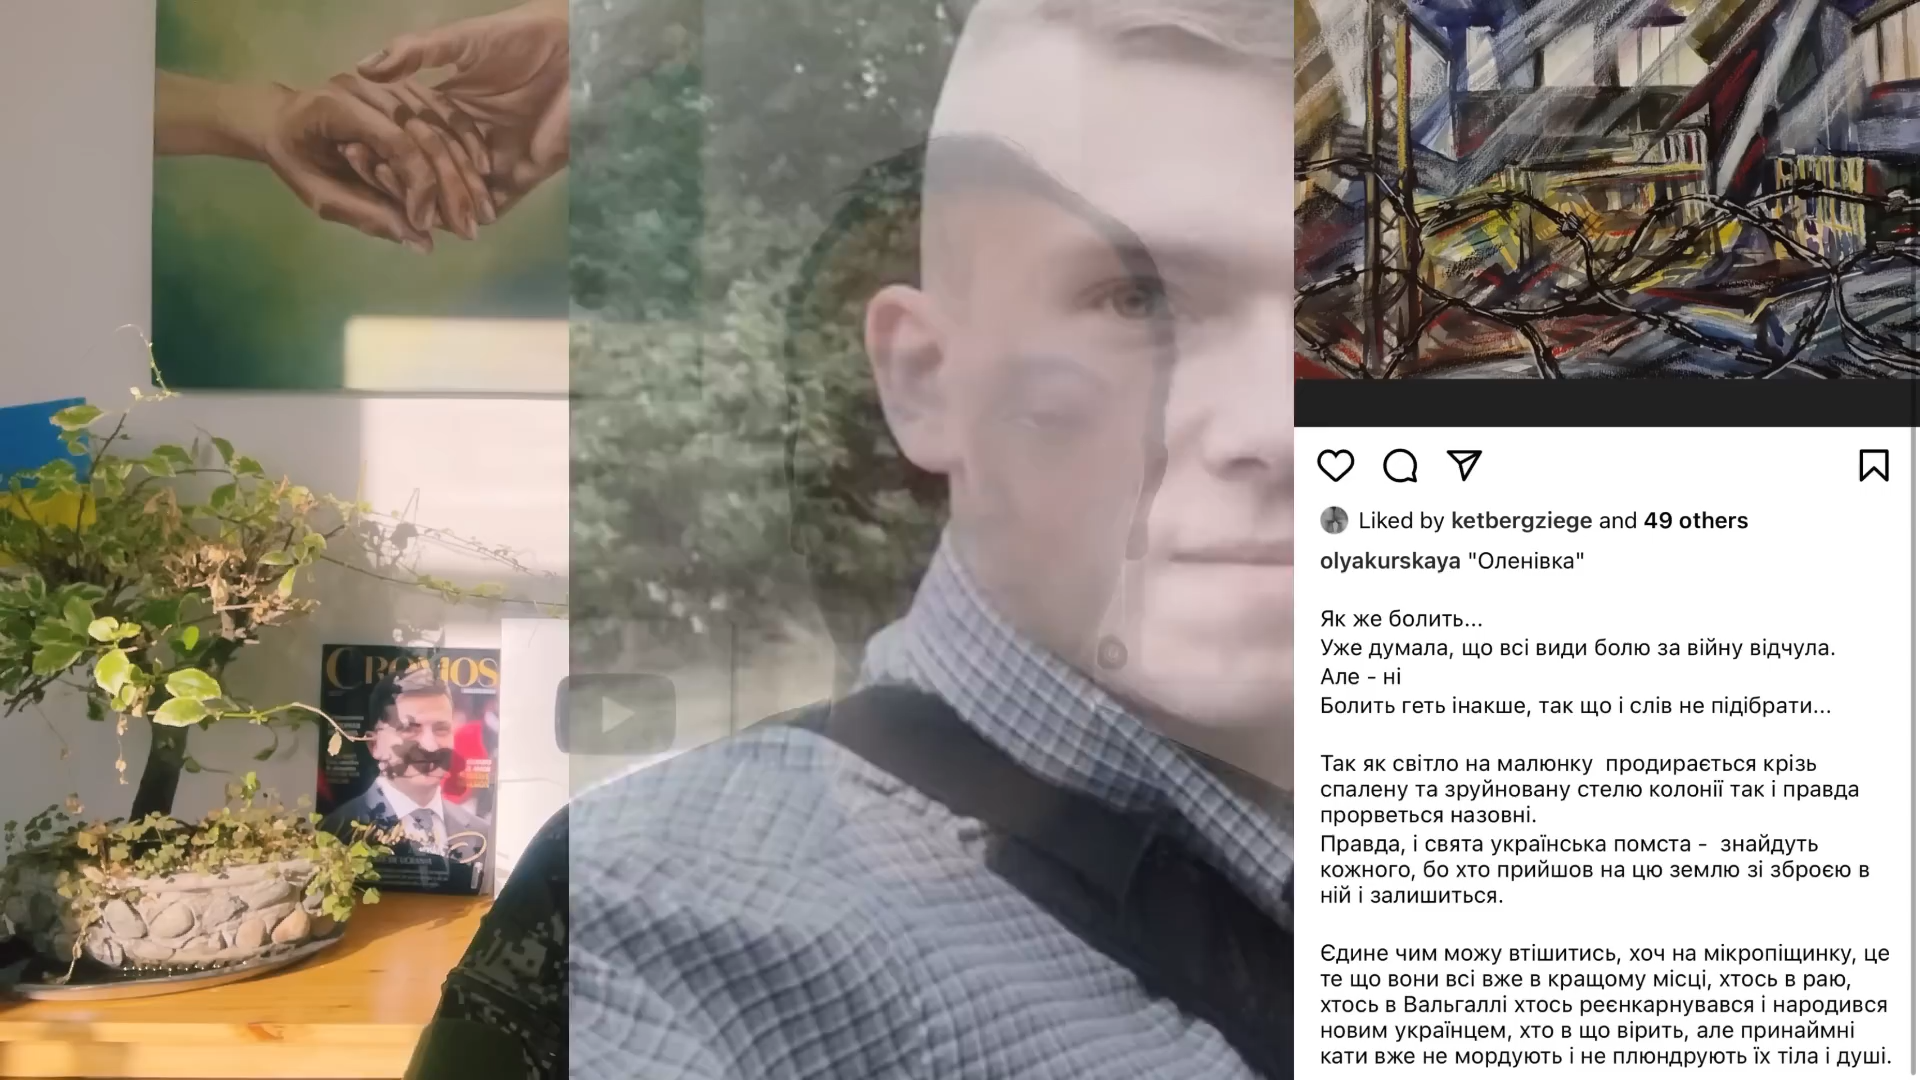 CROMOS
Liked by ketbergziege and 49 others
olyakurskaya "Оленівка"
Як же болить...
Уже думала, що всі види болю за війну відчула.
Але - ні
Болить геть інакше, так що і слів не підібрати...
Так як світло на малюнку продирається крізь
спалену та зруйновану стелю колонії так і правда
прорветься назовні.
Правда, і свята українська помста - знайдуть
кожного, бо хто прийшов на цю землю зі зброєю в
ній і залишиться.
Єдине чим можу втішитись, хоч на мікропіщинку, це
те що вони всі вже в кращому місці, хтось в раю,
хтось в Вальгаллі хтось реєнкарнувався і народився
новим українцем, хто в що вірить, але принаймні
кати вже не мордують і не плюндрують їх тіла і душі.